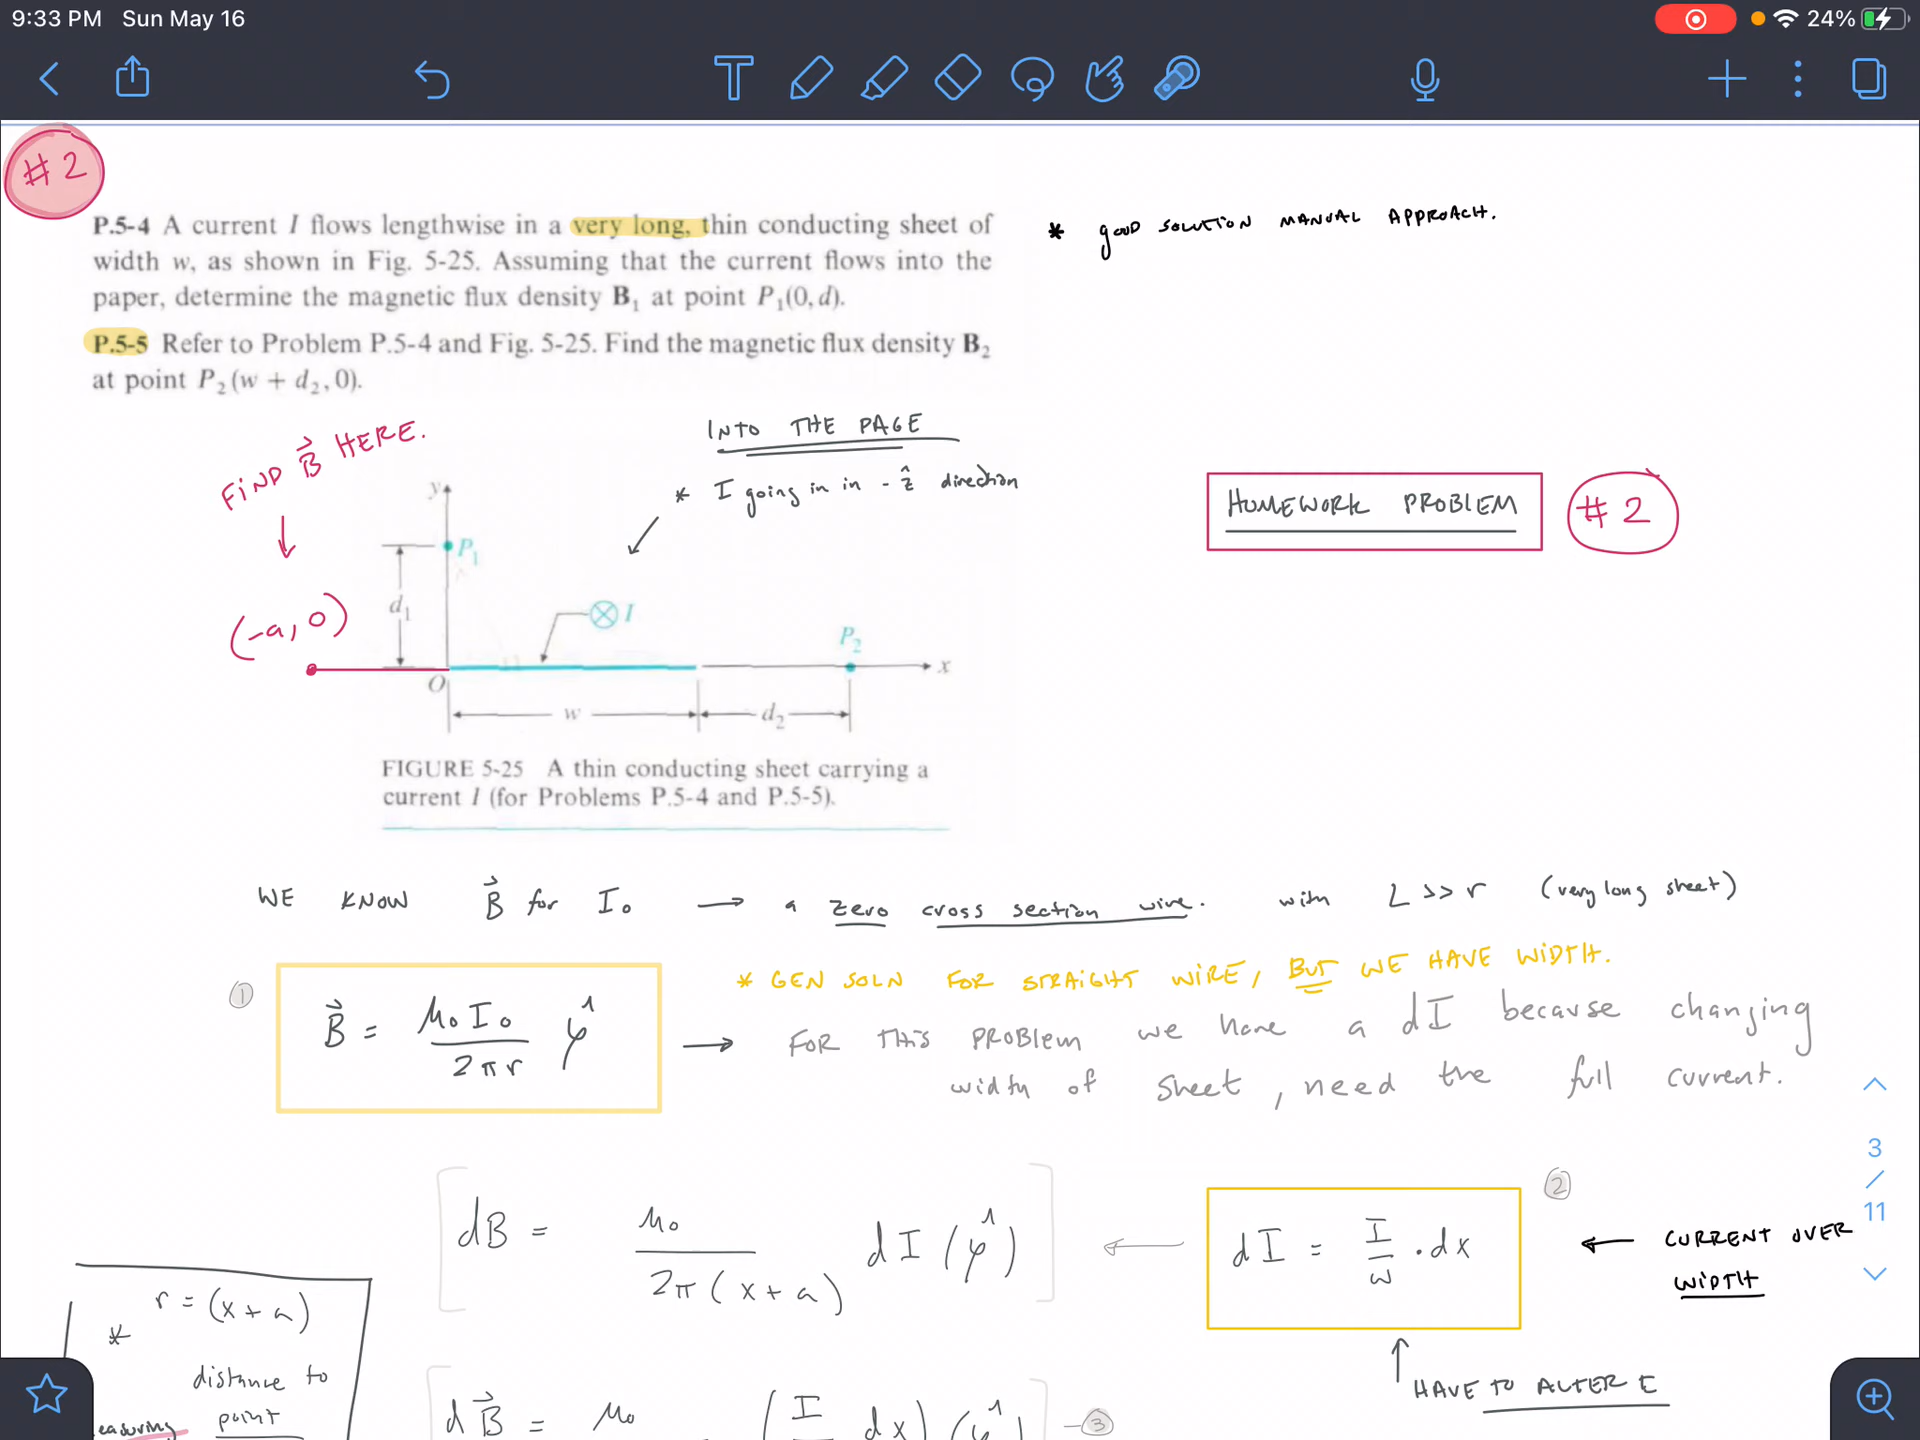 9:33 PM Sun May 16
24%
#2
P.5-4 A current I flows lengthwise in a very long, thin conducting sheet of
width w, as shown in Fig. 5-25. Assuming that the current flows into the
paper, determine the magnetic flux density B₁ at point P₁(0, d).
P.5-5 Refer to Problem P.5-4 and Fig. 5-25. Find the magnetic flux density B₂
at point P₂(w + d₂, 0).
* good SOLUTION MANUAL APPROACH.
FIND B⃗ HERE.
INTO THE PAGE
* I going in in -ẑ direction
HOMEWORK PROBLEM #2
y
P₁
d₁
(-a, 0)
I
P₂
x
O
w
d₂
FIGURE 5-25 A thin conducting sheet carrying a
current I (for Problems P.5-4 and P.5-5).
WE KNOW B⃗ for I₀ → a zero cross section wire. with L >> r (very long sheet)
* GEN SOLN FOR STRAIGHT WIRE, BUT WE HAVE WIDTH.
① B⃗ = μ₀ I₀ / 2πr φ̂
→ FOR THIS PROBLEM we have a dI because changing
width of sheet, need the full current.
3
/
11
dB = μ₀ / 2π(x+a) dI (φ̂) ← dI = I/w · dx ②
← CURRENT OVER
WIDTH
* r = (x+a)
distance to
point
HAVE TO ALTER I
dB⃗ = μ₀ (I dx) (φ̂) - ③